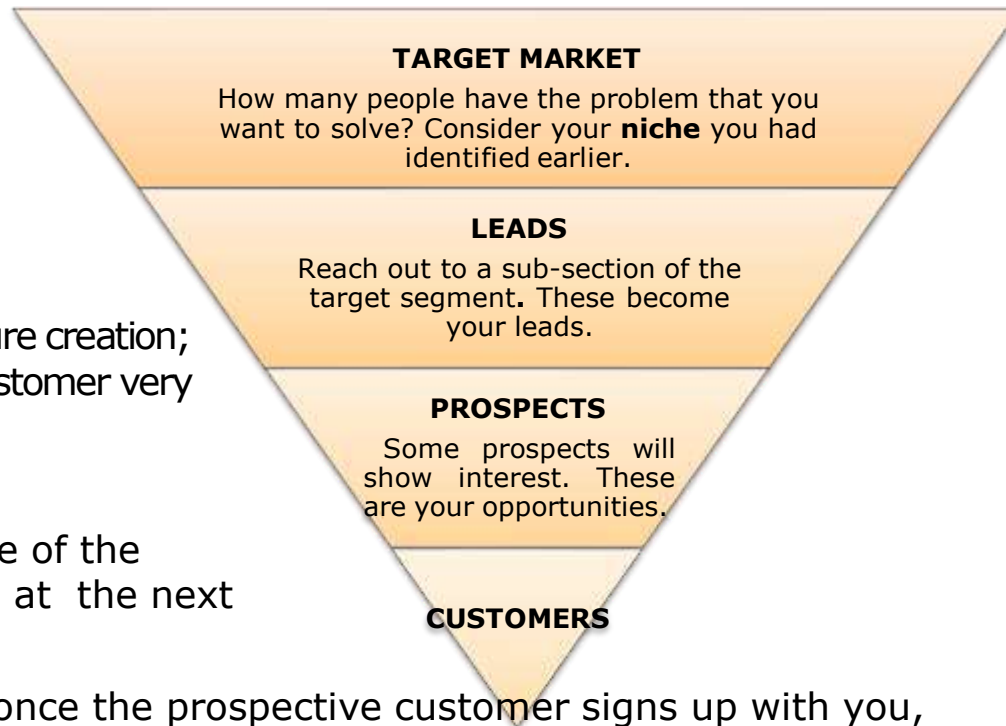 TARGET MARKET
How many people have the problem that you
want to solve? Consider your niche you had
identified earlier.
LEADS
Reach out to a sub-section of the
target segment. These become
your leads.
ure creation;
stomer very
PROSPECTS
Some prospects will
show interest. These
are your opportunities.
e of the
at the next
CUSTOMERS
once the prospective customer signs up with you,